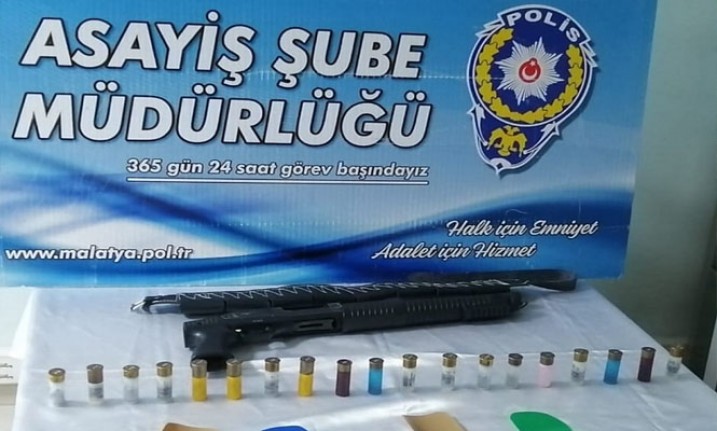 ASAYİŞ ŞUBE
MÜDÜRLÜĞÜ
365 gün 24 saat görev başındayız
POLİS
Halk için Emniyet
Adalet için Hizmet
www.malatya.pol.tr